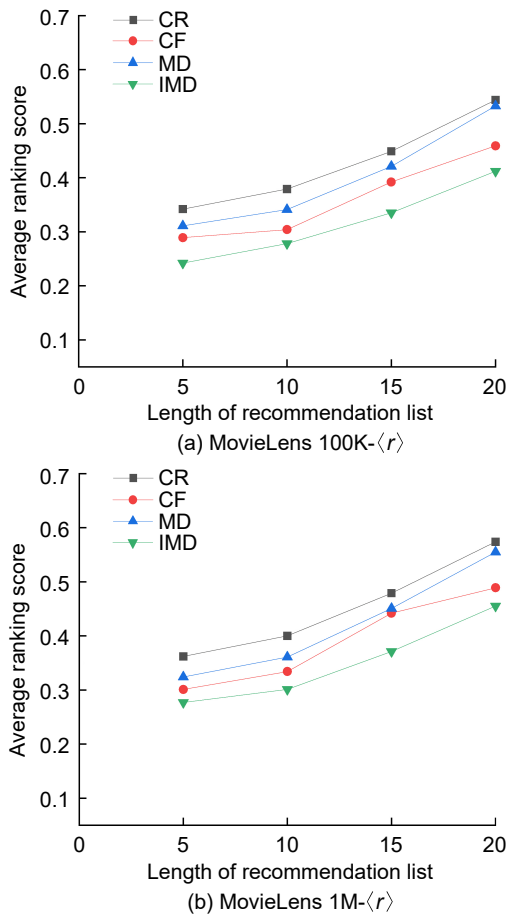 0.7
0.6
0.5
0.4
0.3
0.2
0.1
Average ranking score
CR
CF
MD
IMD
0 5 10 15 20
Length of recommendation list
(a) MovieLens 100K-⟨r⟩
0.7
0.6
0.5
0.4
0.3
0.2
0.1
Average ranking score
CR
CF
MD
IMD
0 5 10 15 20
Length of recommendation list
(b) MovieLens 1M-⟨r⟩